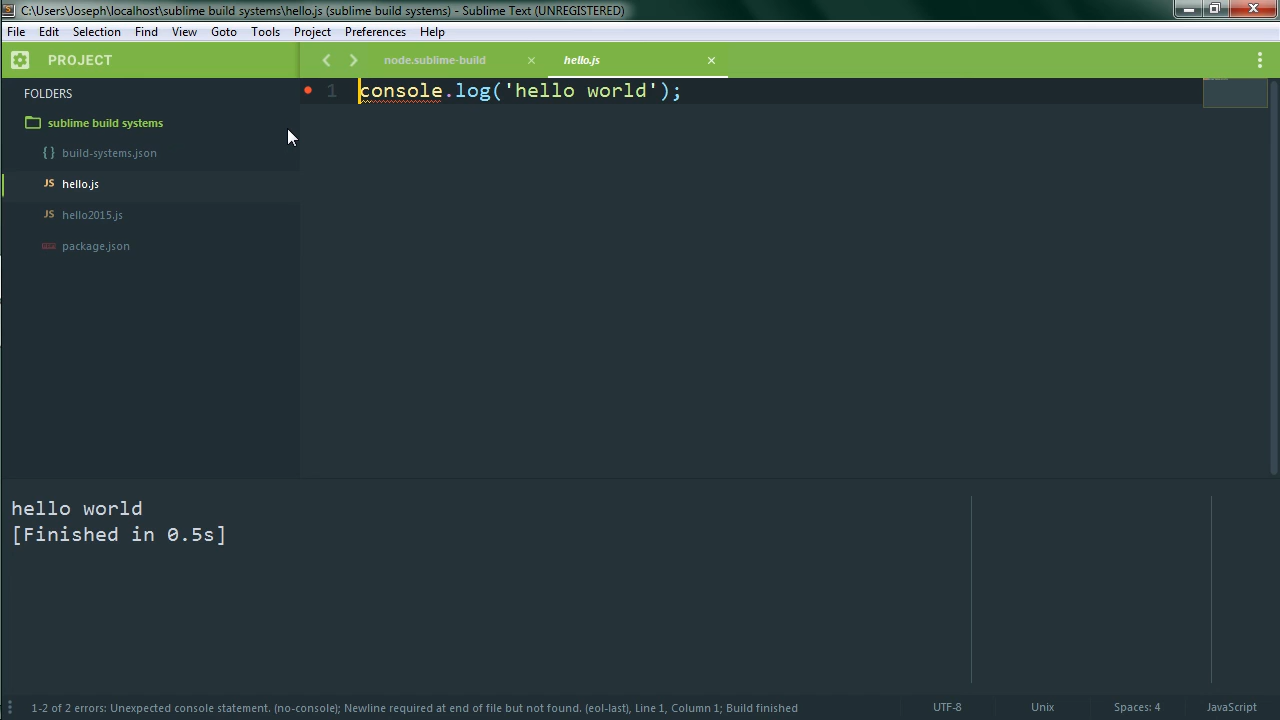 C:\Users\Joseph\localhost\sublime build systems\hello.js (sublime build systems) - Sublime Text (UNREGISTERED)
File Edit Selection Find View Goto Tools Project Preferences Help
PROJECT
node.sublime-build
hello.js
FOLDERS
sublime build systems
{ } build-systems.json
JS hello.js
JS hello2015.js
package.json
1 console.log('hello world');
hello world
[Finished in 0.5s]
1-2 of 2 errors: Unexpected console statement. (no-console); Newline required at end of file but not found. (eol-last), Line 1, Column 1; Build finished
UTF-8 Unix Spaces: 4 JavaScript